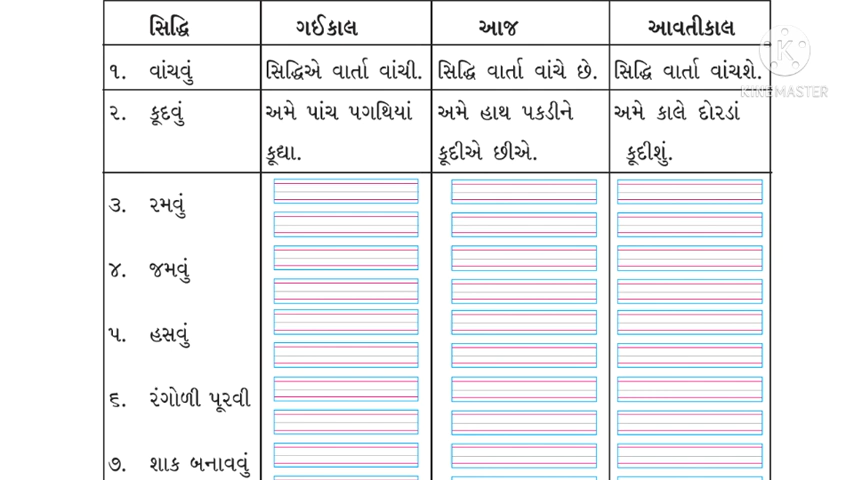 સિદ્ધિ ગઈકાલ આજ આવતીકાલ
૧. વાંચવું સિદ્ધિએ વાર્તા વાંચી. સિદ્ધિ વાર્તા વાંચે છે. સિદ્ધિ વાર્તા વાંચશે.
૨. કૂદવું અમે પાંચ પગથિયાં અમે હાથ પકડીને અમે કાલે દોરડાં
કૂદ્યા. કૂદીએ છીએ. કૂદીશું.
૩. રમવું
૪. જમવું
૫. હસવું
૬. રંગોળી પૂરવી
૭. શાક બનાવવું
K
KINEMASTER